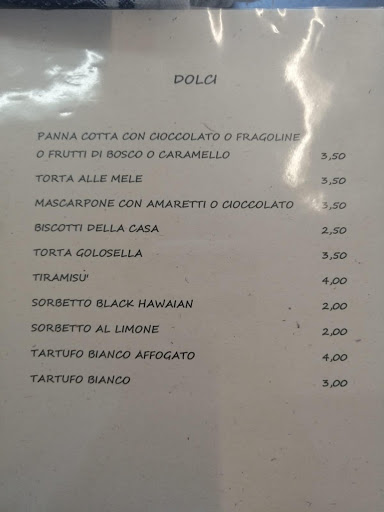 DOLCI
PANNA COTTA CON CIOCCOLATO O FRAGOLINE
O FRUTTI DI BOSCO O CARAMELLO 3,50
TORTA ALLE MELE 3,50
MASCARPONE CON AMARETTI O CIOCCOLATO 3,50
BISCOTTI DELLA CASA 2,50
TORTA GOLOSELLA 3,50
TIRAMISU' 4,00
SORBETTO BLACK HAWAIAN 2,00
SORBETTO AL LIMONE 2,00
TARTUFO BIANCO AFFOGATO 4,00
TARTUFO BIANCO 3,00